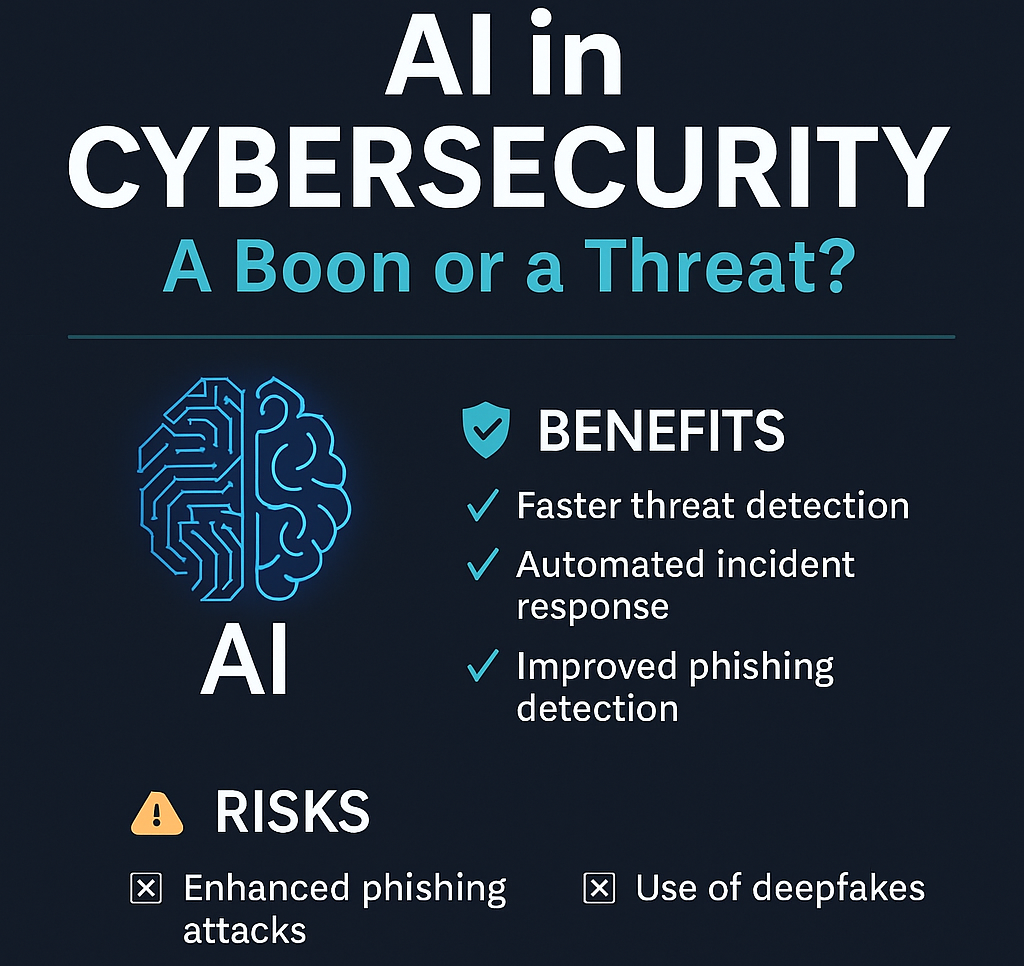 AI in
CYBERSECURITY
A Boon or a Threat?
AI
BENEFITS
Faster threat detection
Automated incident
response
Improved phishing
detection
RISKS
Enhanced phishing
attacks
Use of deepfakes